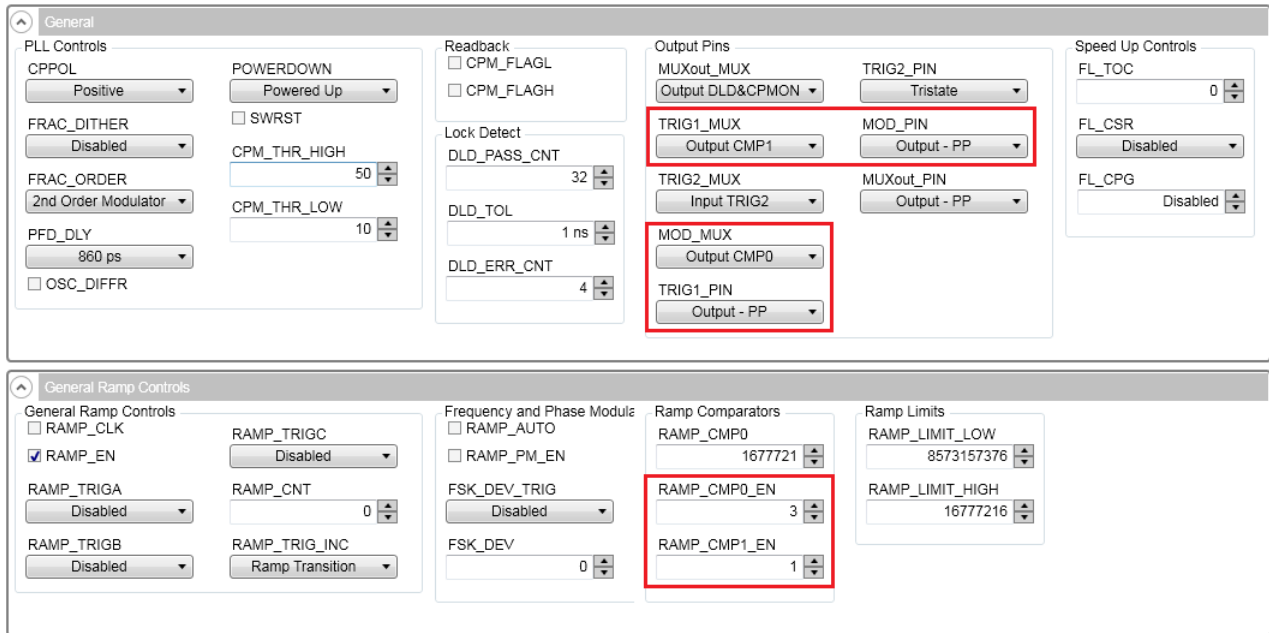 General
PLL Controls
CPPOL
Positive
FRAC_DITHER
Disabled
FRAC_ORDER
2nd Order Modulator
PFD_DLY
860 ps
OSC_DIFFR
POWERDOWN
Powered Up
SWRST
CPM_THR_HIGH
50
CPM_THR_LOW
10
Readback
CPM_FLAGL
CPM_FLAGH
Lock Detect
DLD_PASS_CNT
32
DLD_TOL
1 ns
DLD_ERR_CNT
4
Output Pins
MUXout_MUX
Output DLD&CPMON
TRIG1_MUX
Output CMP1
TRIG2_MUX
Input TRIG2
MOD_MUX
Output CMP0
TRIG1_PIN
Output - PP
TRIG2_PIN
Tristate
MOD_PIN
Output - PP
MUXout_PIN
Output - PP
Speed Up Controls
FL_TOC
0
FL_CSR
Disabled
FL_CPG
Disabled
General Ramp Controls
General Ramp Controls
RAMP_CLK
RAMP_EN
RAMP_TRIGA
Disabled
RAMP_TRIGB
Disabled
RAMP_TRIGC
Disabled
RAMP_CNT
0
RAMP_TRIG_INC
Ramp Transition
Frequency and Phase Modula
RAMP_AUTO
RAMP_PM_EN
FSK_DEV_TRIG
Disabled
FSK_DEV
0
Ramp Comparators
RAMP_CMP0
1677721
RAMP_CMP0_EN
3
RAMP_CMP1_EN
1
Ramp Limits
RAMP_LIMIT_LOW
8573157376
RAMP_LIMIT_HIGH
16777216